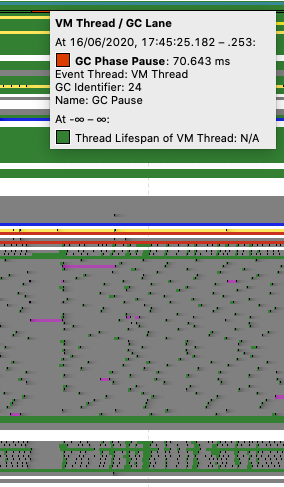 VM Thread / GC Lane
At 16/06/2020, 17:45:25.182 – .253:
GC Phase Pause: 70.643 ms
Event Thread: VM Thread
GC Identifier: 24
Name: GC Pause
At -∞ – ∞:
Thread Lifespan of VM Thread: N/A